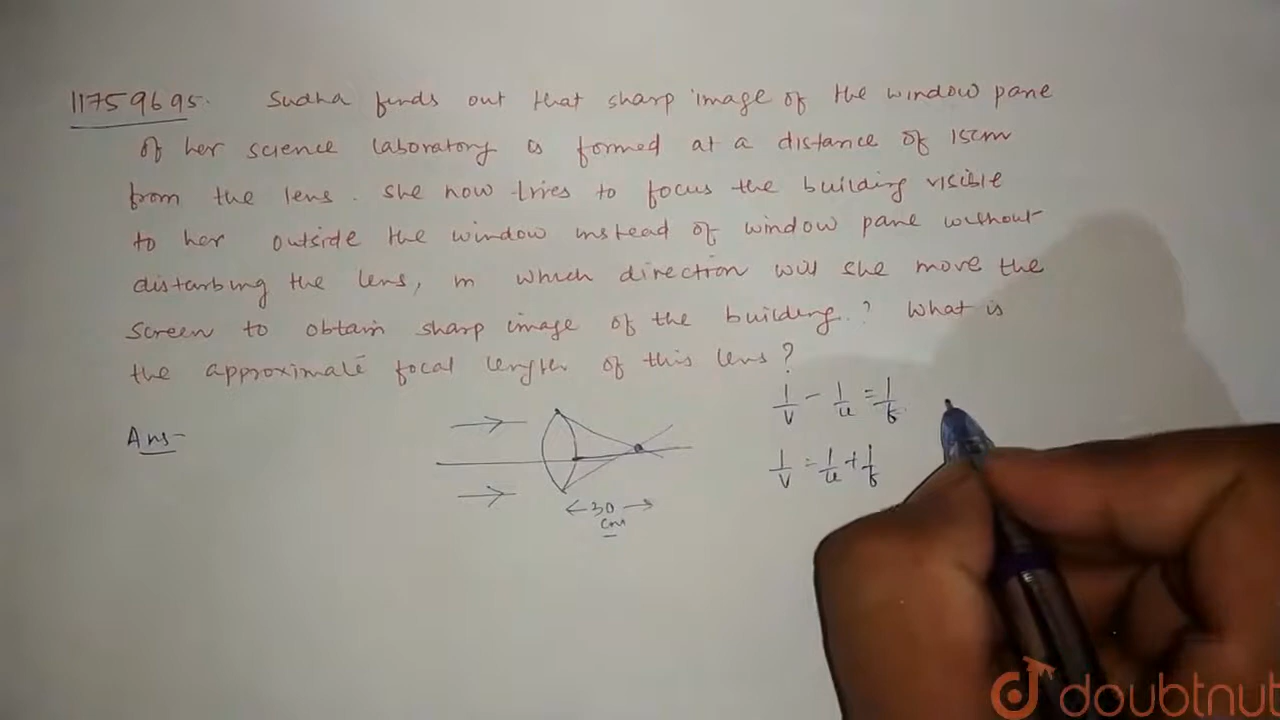 11759695. Sudha finds out that sharp image of the window pane
of her science laboratory is formed at a distance of 15cm
from the lens. she now tries to focus the building visible
to her outside the window instead of window pane without
distarbing the lens, in which direction will she move the
screen to obtain sharp image of the building.? What is
the approximate focal length of this lens?
Ans-
1/v - 1/u = 1/f
1/v = 1/u + 1/f
← 30 →
cm
doubtnut